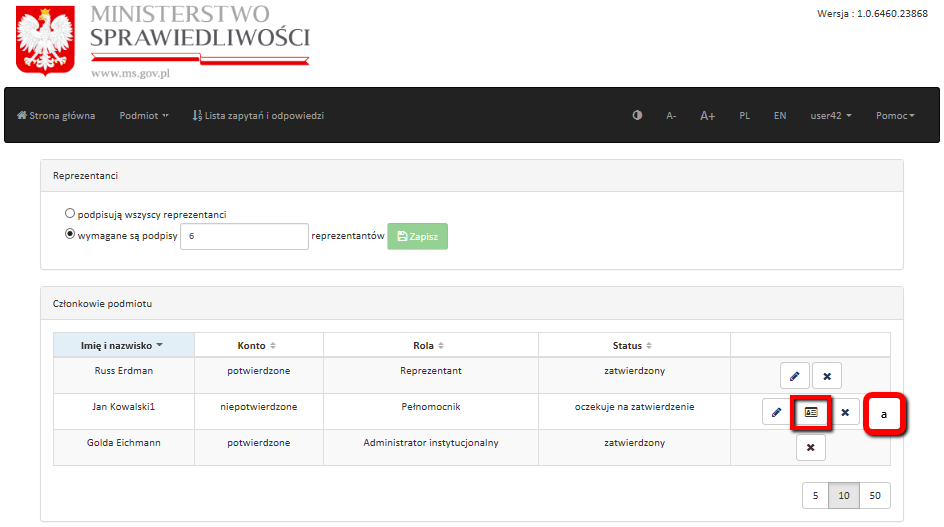 MINISTERSTWO
SPRAWIEDLIWOŚCI
www.ms.gov.pl
Wersja : 1.0.6460.23868
Strona główna Podmiot Lista zapytań i odpowiedzi A- A+ PL EN user42 Pomoc
Reprezentanci
podpisują wszyscy reprezentanci
wymagane są podpisy 6 reprezentantów Zapisz
Członkowie podmiotu
Imię i nazwisko Konto Rola Status
Russ Erdman potwierdzone Reprezentant zatwierdzony
Jan Kowalski1 niepotwierdzone Pełnomocnik oczekuje na zatwierdzenie a
Golda Eichmann potwierdzone Administrator instytucjonalny zatwierdzony
5 10 50